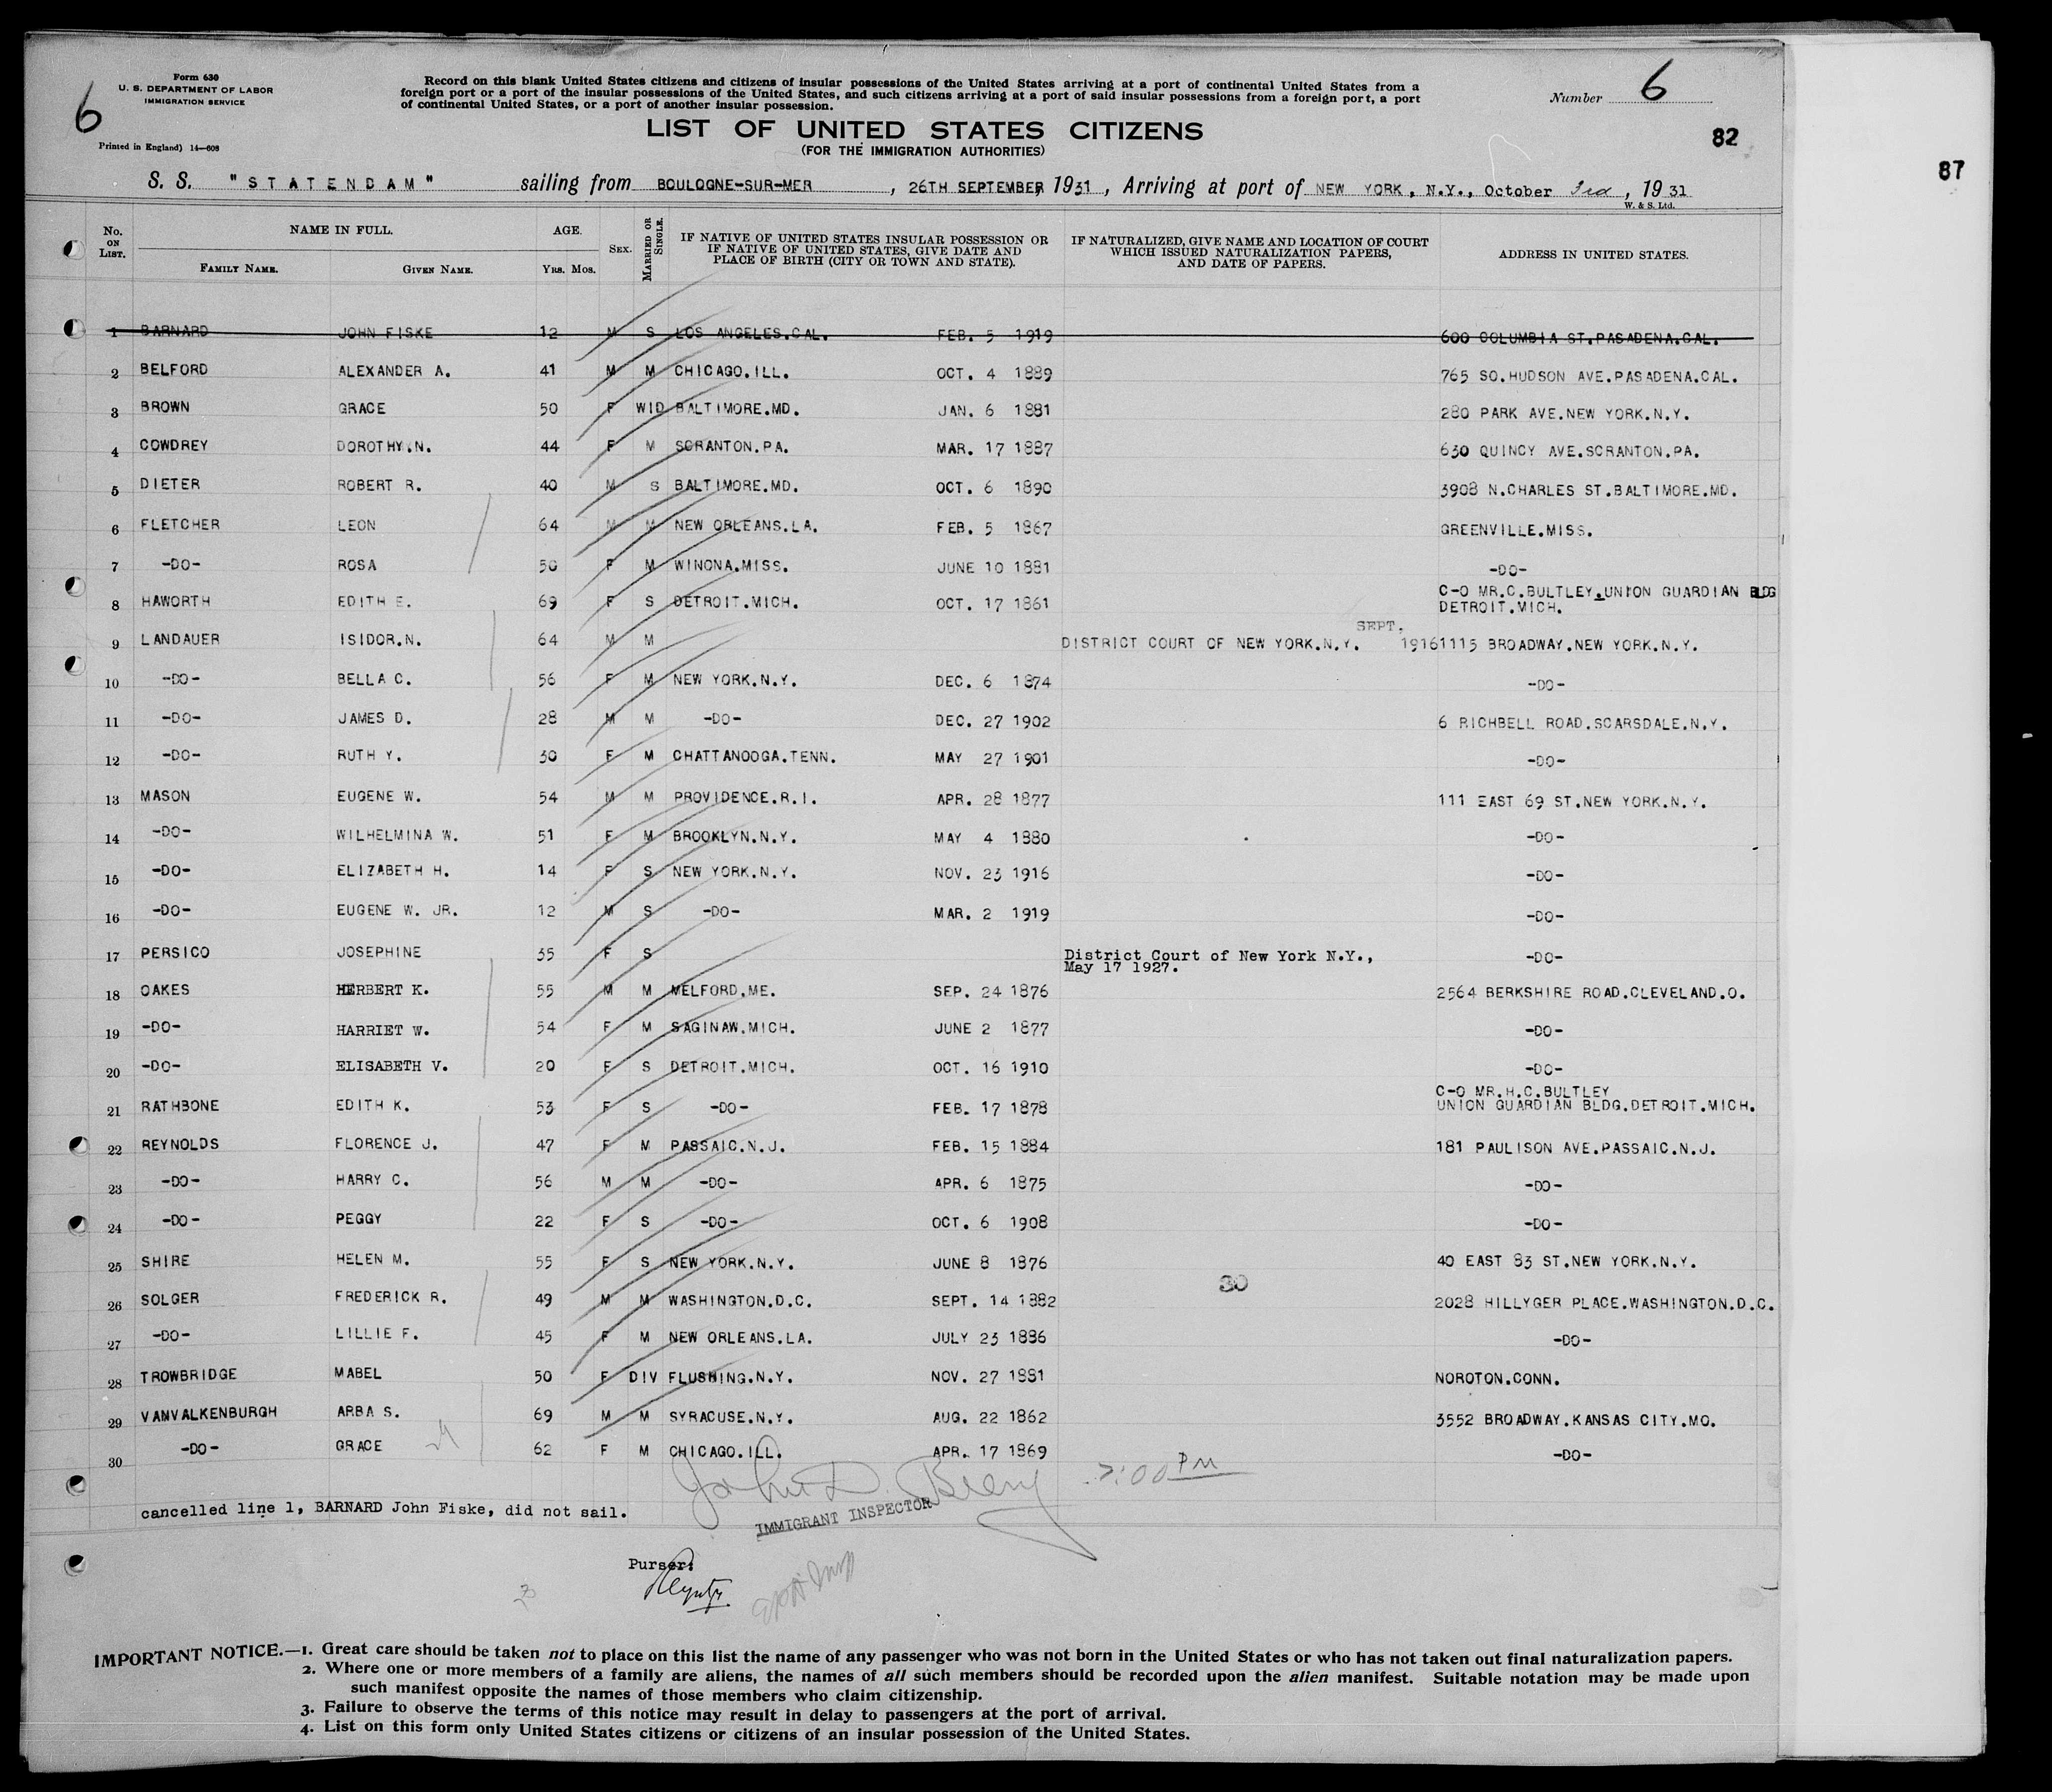 6
Form 630
U. S. DEPARTMENT OF LABOR
IMMIGRATION SERVICE
Printed in England) 14—608
Record on this blank United States citizens and citizens of insular possessions of the United States arriving at a port of continental United States from a
foreign port or a port of the insular possessions of the United States, and such citizens arriving at a port of said insular possessions from a foreign port, a port
of continental United States, or a port of another insular possession.
Number 6
LIST OF UNITED STATES CITIZENS
(FOR THE IMMIGRATION AUTHORITIES)
82
87
S. S. "STATENDAM" sailing from BOULOGNE-SUR-MER, 26TH SEPTEMBER, 1931, Arriving at port of NEW YORK, N.Y., October 3rd, 1931
W. & S. Ltd.
No. ON LIST. NAME IN FULL. FAMILY NAME. GIVEN NAME. AGE. YRS. MOS. SEX. MARRIED OR SINGLE. IF NATIVE OF UNITED STATES INSULAR POSSESSION OR IF NATIVE OF UNITED STATES, GIVE DATE AND PLACE OF BIRTH (CITY OR TOWN AND STATE). IF NATURALIZED, GIVE NAME AND LOCATION OF COURT WHICH ISSUED NATURALIZATION PAPERS, AND DATE OF PAPERS. ADDRESS IN UNITED STATES.
1 BARNARD JOHN FISKE 12 M S LOS ANGELES.CAL. FEB. 5 1919 600 COLUMBIA ST.PASADENA.CAL.
2 BELFORD ALEXANDER A. 41 M M CHICAGO.ILL. OCT. 4 1889 765 SO.HUDSON AVE.PASADENA.CAL.
3 BROWN GRACE 50 F WID BALTIMORE.MD. JAN. 6 1881 280 PARK AVE.NEW YORK.N.Y.
4 COWDREY DOROTHY.N. 44 F M SCRANTON.PA. MAR. 17 1887 630 QUINCY AVE.SCRANTON.PA.
5 DIETER ROBERT R. 40 M S BALTIMORE.MD. OCT. 6 1890 3908 N.CHARLES ST.BALTIMORE.MD.
6 FLETCHER LEON 64 M M NEW ORLEANS.LA. FEB. 5 1867 GREENVILLE.MISS.
7 -DO- ROSA 50 F M WINONA.MISS. JUNE 10 1881 -DO-
8 HAWORTH EDITH E. 69 F S DETROIT.MICH. OCT. 17 1861 C-O MR.C.BULTLEY.UNION GUARDIAN BLDG
DETROIT.MICH.
9 LANDAUER ISIDOR.N. 64 M M DISTRICT COURT OF NEW YORK.N.Y. SEPT. 1916 1115 BROADWAY.NEW YORK.N.Y.
10 -DO- BELLA C. 56 F M NEW YORK.N.Y. DEC. 6 1874 -DO-
11 -DO- JAMES D. 28 M M -DO- DEC. 27 1902 6 RICHBELL ROAD.SCARSDALE.N.Y.
12 -DO- RUTH Y. 30 F M CHATTANOOGA.TENN. MAY 27 1901 -DO-
13 MASON EUGENE W. 54 M M PROVIDENCE.R.I. APR. 28 1877 111 EAST 69 ST.NEW YORK.N.Y.
14 -DO- WILHELMINA W. 51 F M BROOKLYN.N.Y. MAY 4 1880 -DO-
15 -DO- ELIZABETH H. 14 F S NEW YORK.N.Y. NOV. 23 1916 -DO-
16 -DO- EUGENE W. JR. 12 M S -DO- MAR. 2 1919 -DO-
17 PERSICO JOSEPHINE 35 F S District Court of New York N.Y., -DO-
May 17 1927.
18 OAKES HERBERT K. 55 M M MELFORD.ME. SEP. 24 1876 2564 BERKSHIRE ROAD.CLEVELAND.O.
19 -DO- HARRIET W. 54 F M SAGINAW.MICH. JUNE 2 1877 -DO-
20 -DO- ELISABETH V. 20 F S DETROIT.MICH. OCT. 16 1910 -DO-
21 RATHBONE EDITH K. 53 F S -DO- FEB. 17 1878 C-O MR.H.C.BULTLEY
UNION GUARDIAN BLDG.DETROIT.MICH.
22 REYNOLDS FLORENCE J. 47 F M PASSAIC.N.J. FEB. 15 1884 181 PAULISON AVE.PASSAIC.N.J.
23 -DO- HARRY C. 56 M M -DO- APR. 6 1875 -DO-
24 -DO- PEGGY 22 F S -DO- OCT. 6 1908 -DO-
25 SHIRE HELEN M. 55 F S NEW YORK.N.Y. JUNE 8 1876 40 EAST 83 ST.NEW YORK.N.Y.
30
26 SOLGER FREDERICK R. 49 M M WASHINGTON.D.C. SEPT. 14 1882 2028 HILLYGER PLACE.WASHINGTON.D.C.
27 -DO- LILLIE F. 45 F M NEW ORLEANS.LA. JULY 23 1886 -DO-
28 TROWBRIDGE MABEL 50 F DIV FLUSHING.N.Y. NOV. 27 1881 NOROTON.CONN.
29 VANVALKENBURGH ARBA S. 69 M M SYRACUSE.N.Y. AUG. 22 1862 3552 BROADWAY.KANSAS CITY.MO.
30 -DO- GRACE 62 F M CHICAGO.ILL. APR. 17 1869 -DO-
John D. 7:00 PM
cancelled line 1, BARNARD John Fiske, did not sail.
IMMIGRANT INSPECTOR
Purser:
IMPORTANT NOTICE.—1. Great care should be taken not to place on this list the name of any passenger who was not born in the United States or who has not taken out final naturalization papers.
2. Where one or more members of a family are aliens, the names of all such members should be recorded upon the alien manifest. Suitable notation may be made upon
such manifest opposite the names of those members who claim citizenship.
3. Failure to observe the terms of this notice may result in delay to passengers at the port of arrival.
4. List on this form only United States citizens or citizens of an insular possession of the United States.